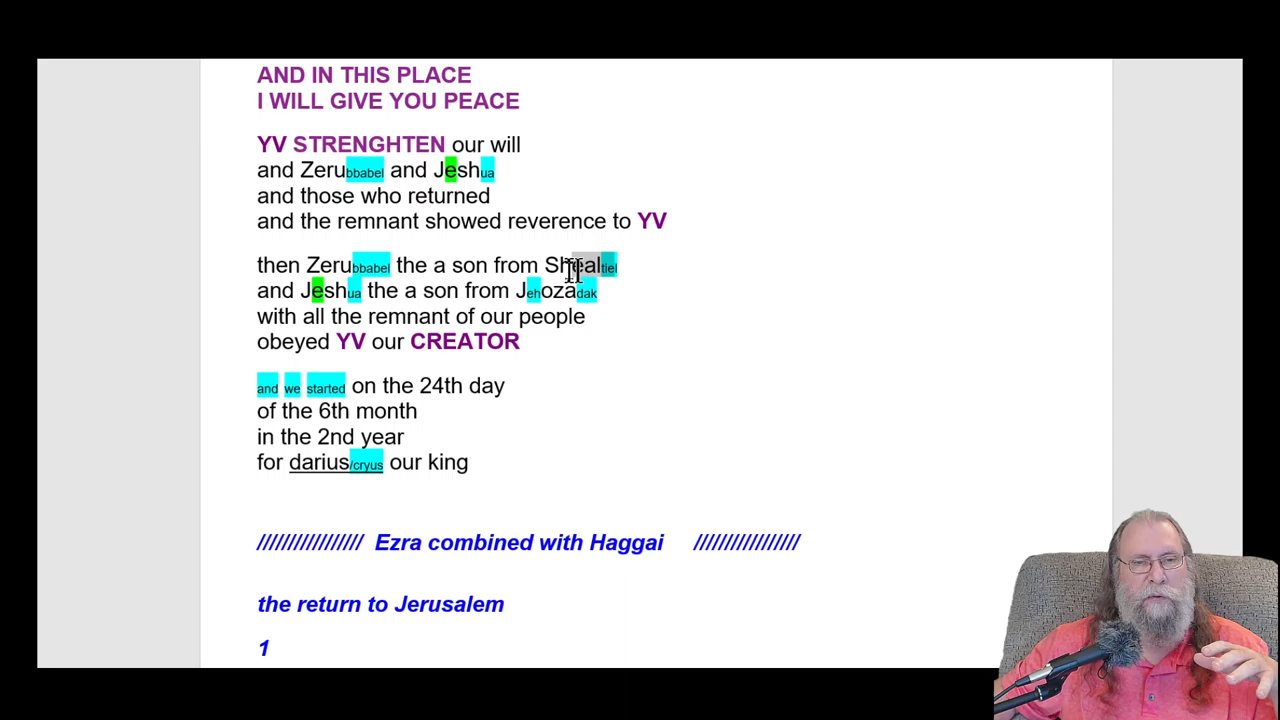 AND IN THIS PLACE
I WILL GIVE YOU PEACE
YV STRENGHTEN our will
and Zerubbabel and Jeshua
and those who returned
and the remnant showed reverence to YV
then Zerubbabel the a son from Shealtiel
and Jeshua the a son from Jehozadak
with all the remnant of our people
obeyed YV our CREATOR
and we started on the 24th day
of the 6th month
in the 2nd year
for darius/cryus our king
///////////////// Ezra combined with Haggai /////////////////
the return to Jerusalem
1